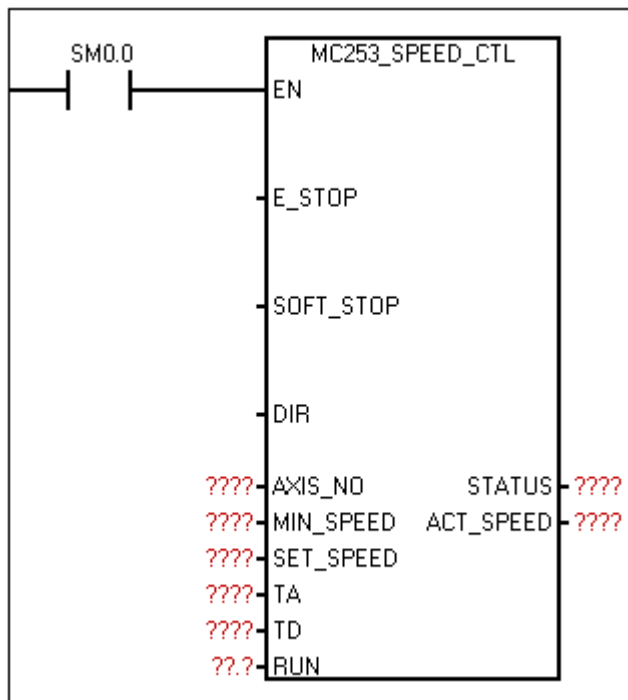 SM0.0
MC253_SPEED_CTL
EN
E_STOP
SOFT_STOP
DIR
???? AXIS_NO STATUS ????
???? MIN_SPEED ACT_SPEED ????
???? SET_SPEED
???? TA
???? TD
??.? RUN